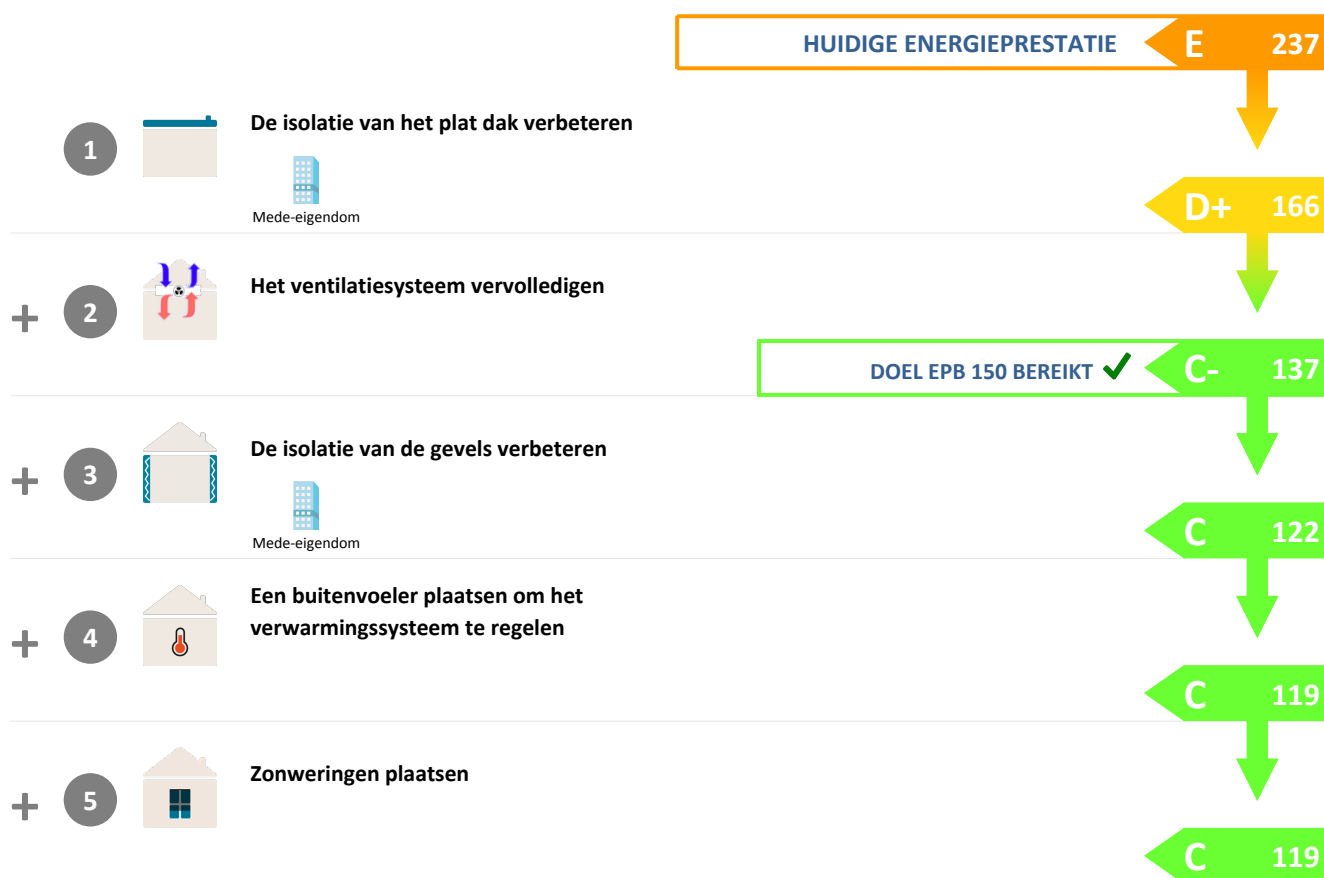 HUIDIGE ENERGIEPRESTATIE E 237
1 De isolatie van het plat dak verbeteren
Mede-eigendom
D+ 166
+ 2 Het ventilatiesysteem vervolledigen
DOEL EPB 150 BEREIKT ✓ C- 137
+ 3 De isolatie van de gevels verbeteren
Mede-eigendom
C 122
+ 4 Een buitenvoeler plaatsen om het
verwarmingssysteem te regelen
C 119
+ 5 Zonweringen plaatsen
C 119